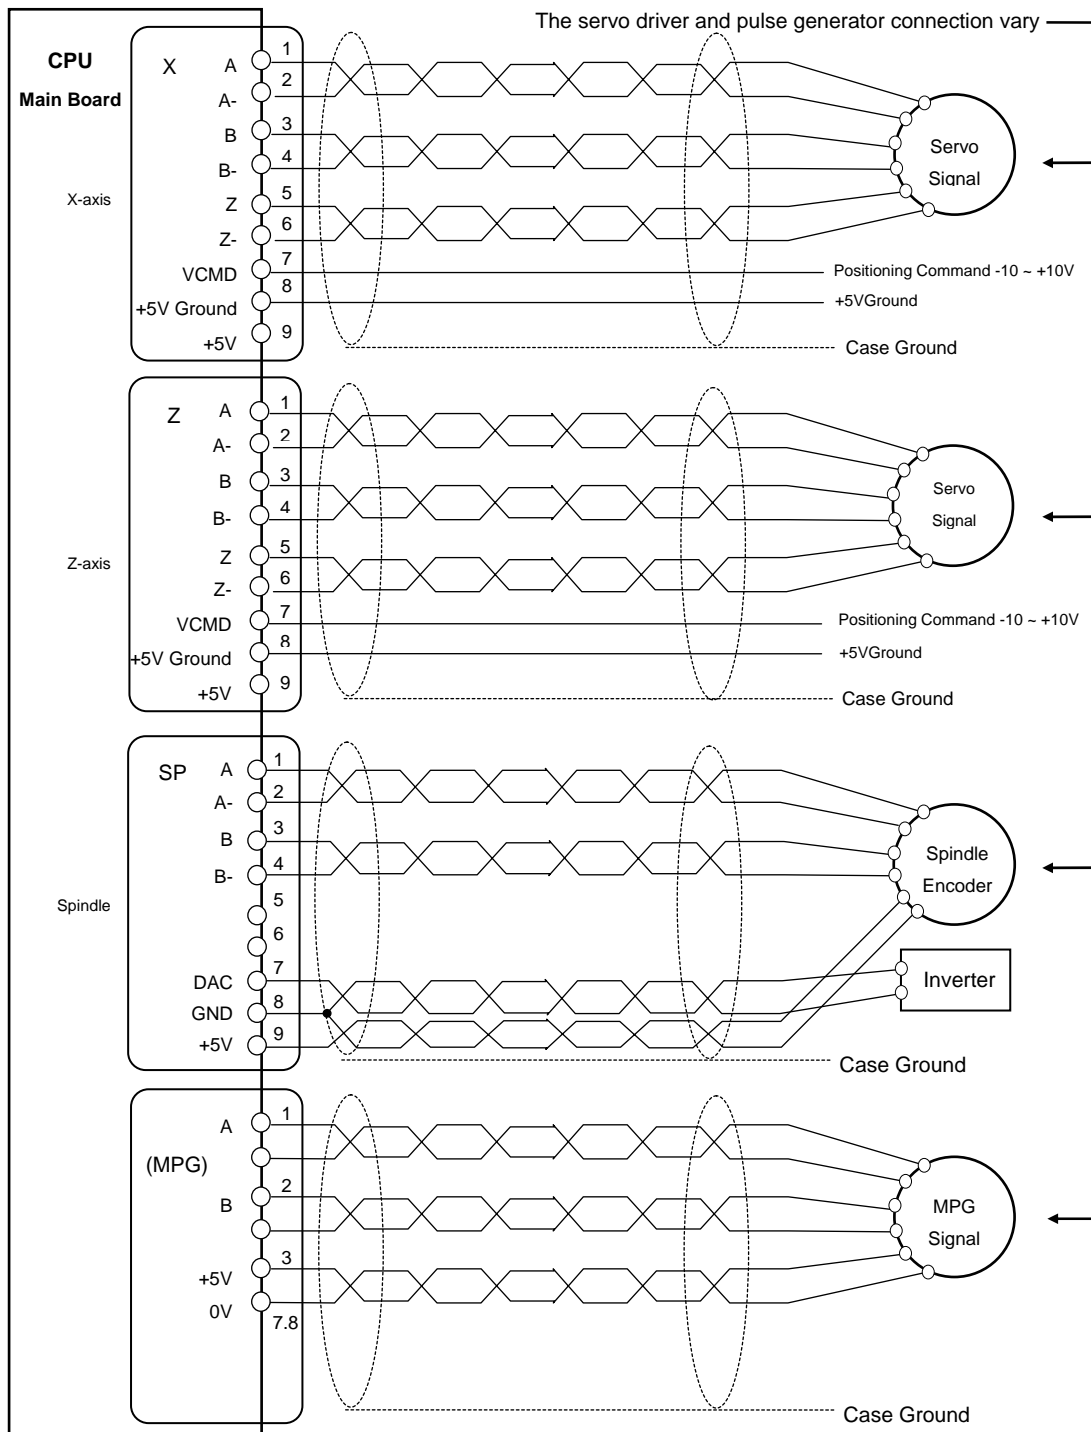 The servo driver and pulse generator connection vary
CPU
Main Board
X-axis
X
A
1
A-
2
B
3
B-
4
Z
5
Z-
6
VCMD
7
+5V Ground
8
+5V
9
Servo
Signal
Positioning Command -10 ~ +10V
+5VGround
Case Ground
Z-axis
Z
A
1
A-
2
B
3
B-
4
Z
5
Z-
6
VCMD
7
+5V Ground
8
+5V
9
Servo
Signal
Positioning Command -10 ~ +10V
+5VGround
Case Ground
Spindle
SP
A
1
A-
2
B
3
B-
4
5
6
DAC
7
GND
8
+5V
9
Spindle
Encoder
Inverter
Case Ground
(MPG)
A
1
B
2
+5V
3
0V
7.8
MPG
Signal
Case Ground